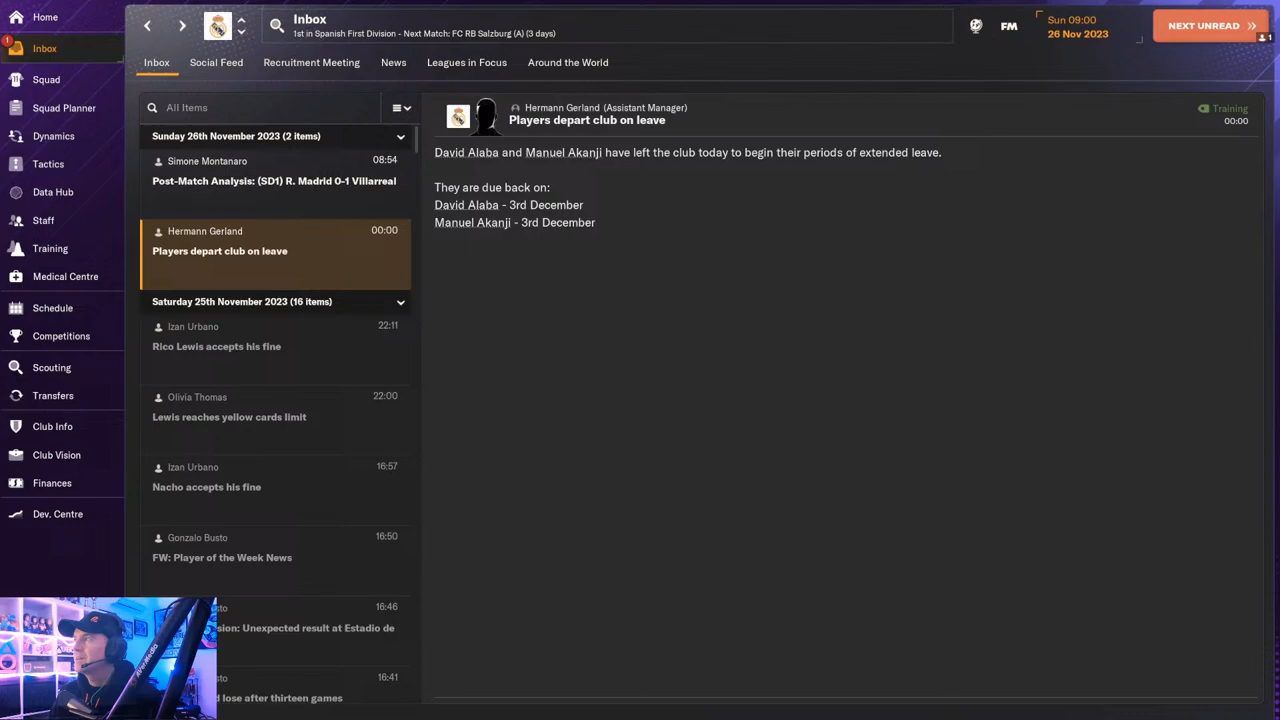 Home
Inbox
1
Squad
Squad Planner
Dynamics
Tactics
Data Hub
Staff
Training
Medical Centre
Schedule
Competitions
Scouting
Transfers
Club Info
Club Vision
Finances
Dev. Centre
Inbox
1st in Spanish First Division - Next Match: FC RB Salzburg (A) (3 days)
FM
Sun 09:00
26 Nov 2023
NEXT UNREAD
1
Inbox
Social Feed
Recruitment Meeting
News
Leagues in Focus
Around the World
All Items
Sunday 26th November 2023 (2 items)
Simone Montanaro 08:54
Post-Match Analysis: (SD1) R. Madrid 0-1 Villarreal
Hermann Gerland 00:00
Players depart club on leave
Saturday 25th November 2023 (16 items)
Izan Urbano 22:11
Rico Lewis accepts his fine
Olivia Thomas 22:00
Lewis reaches yellow cards limit
Izan Urbano 16:57
Nacho accepts his fine
Gonzalo Busto 16:50
FW: Player of the Week News
usto 16:46
sion: Unexpected result at Estadio de
usto 16:41
d lose after thirteen games
Hermann Gerland (Assistant Manager)
Players depart club on leave
Training
00:00
David Alaba and Manuel Akanji have left the club today to begin their periods of extended leave.
They are due back on:
David Alaba - 3rd December
Manuel Akanji - 3rd December
AVerMedia